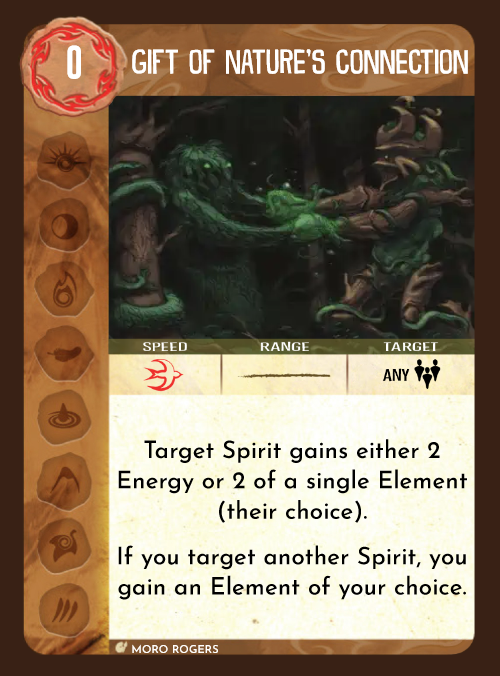 0
GIFT OF NATURE'S CONNECTION
SPEED RANGE TARGET
ANY
Target Spirit gains either 2
Energy or 2 of a single Element
(their choice).
If you target another Spirit, you
gain an Element of your choice.
MORO ROGERS